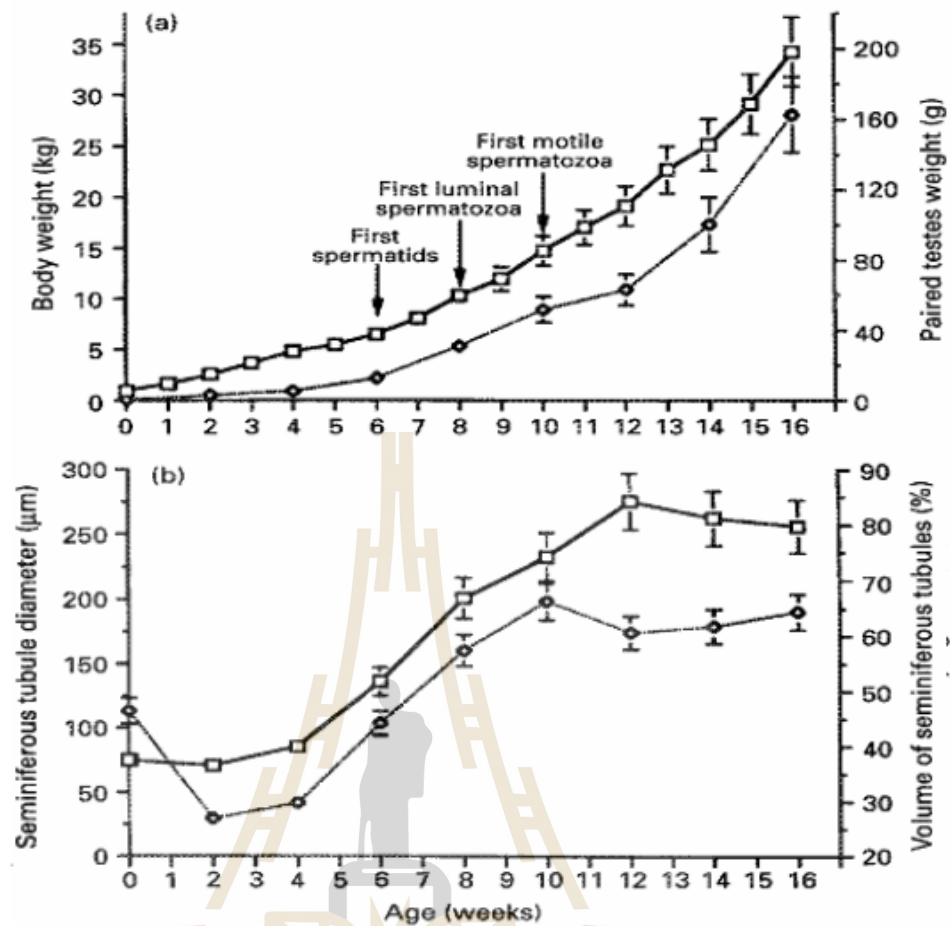 (a)
Body weight (kg)
35
30
25
20
15
10
5
0
First motile
spermatozoa
First luminal
spermatozoa
First
spermatids
200
160
120
80
40
0
Paired testes weight (g)
0 1 2 3 4 5 6 7 8 9 10 11 12 13 14 15 16
(b)
Seminiferous tubule diameter (µm)
300
250
200
150
100
50
0
90
80
70
60
50
40
30
20
Volume of seminiferous tubules (%)
0 1 2 3 4 5 6 7 8 9 10 11 12 13 14 15 16
Age (weeks)